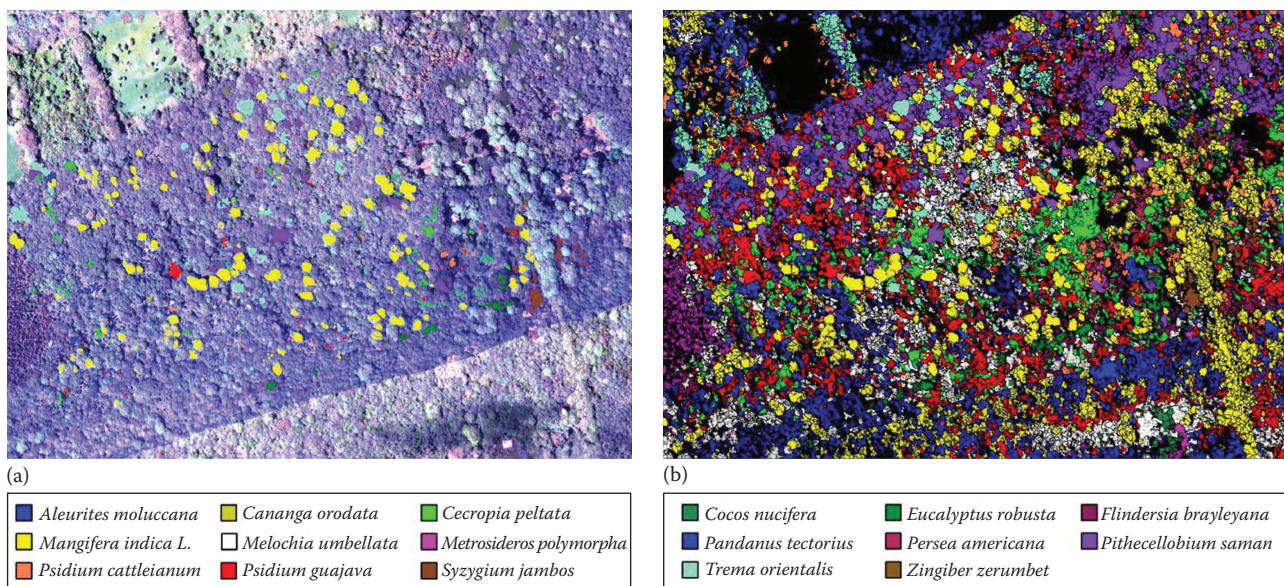 (a)
(b)
Aleurites moluccana Cananga orodata Cecropia peltata
Mangifera indica L. Melochia umbellata Metrosideros polymorpha
Psidium cattleianum Psidium guajava Syzygium jambos
Cocos nucifera Eucalyptus robusta Flindersia brayleyana
Pandanus tectorius Persea americana Pithecellobium saman
Trema orientalis Zingiber zerumbet